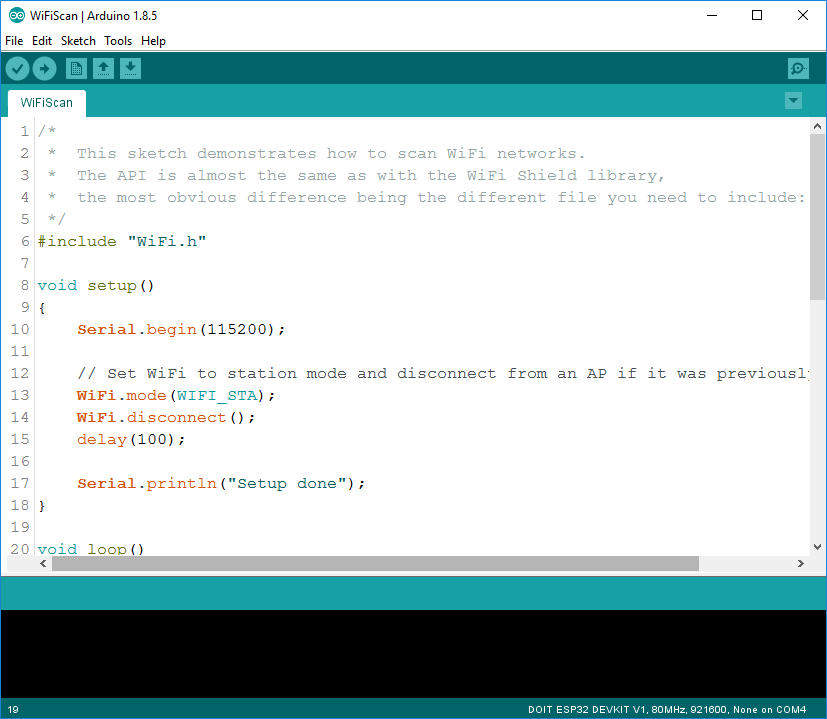 WiFiScan | Arduino 1.8.5
File Edit Sketch Tools Help
WiFiScan
1 /*
2  *  This sketch demonstrates how to scan WiFi networks.
3  *  The API is almost the same as with the WiFi Shield library,
4  *  the most obvious difference being the different file you need to include:
5  */
6 #include "WiFi.h"
7
8 void setup()
9 {
10     Serial.begin(115200);
11
12     // Set WiFi to station mode and disconnect from an AP if it was previously
13     WiFi.mode(WIFI_STA);
14     WiFi.disconnect();
15     delay(100);
16
17     Serial.println("Setup done");
18 }
19
20 void loop()
19 DOIT ESP32 DEVKIT V1, 80MHz, 921600, None on COM4